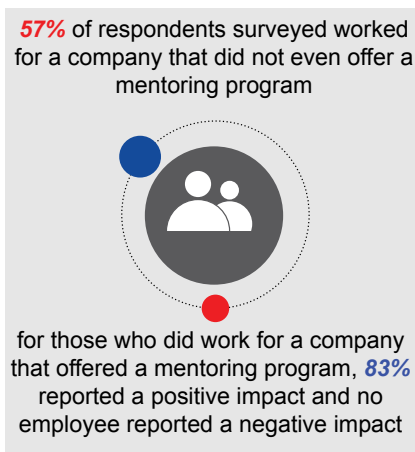 57% of respondents surveyed worked
for a company that did not even offer a
mentoring program
for those who did work for a company
that offered a mentoring program, 83%
reported a positive impact and no
employee reported a negative impact